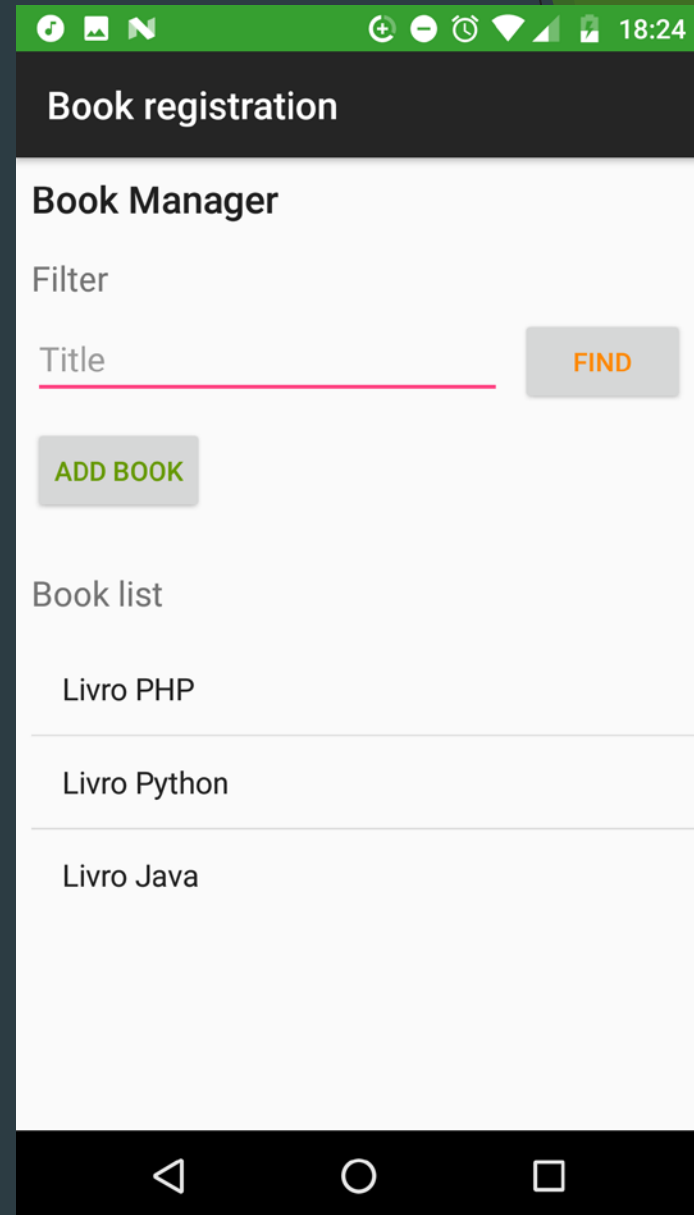 18:24
Book registration
Book Manager
Filter
Title
FIND
ADD BOOK
Book list
Livro PHP
Livro Python
Livro Java